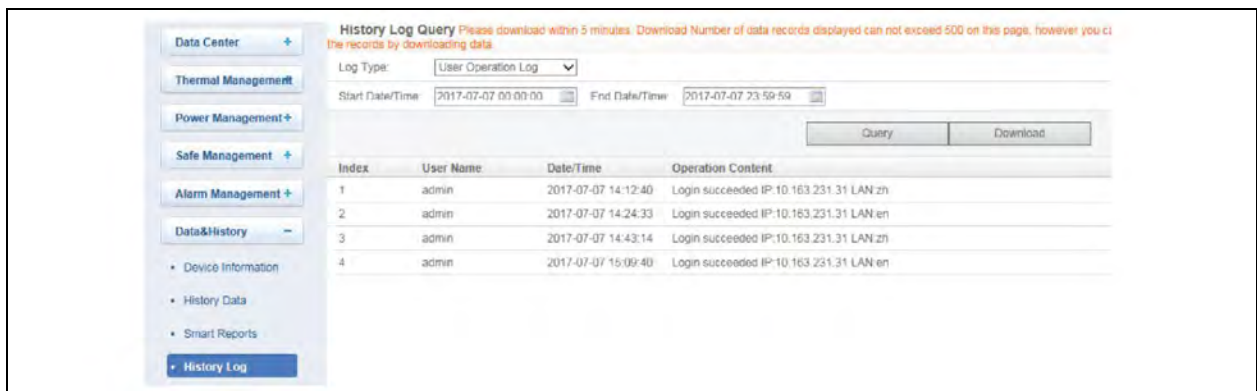 Data Center +
Thermal Management
Power Management +
Safe Management +
Alarm Management +
Data&History −
• Device Information
• History Data
• Smart Reports
• History Log
History Log Query Please download within 5 minutes. Download Number of data records displayed can not exceed 500 on this page, however you
the records by downloading data.
Log Type: User Operation Log
Start Date/Time: 2017-07-07 00:00:00 End Date/Time: 2017-07-07 23:59:59
Query Download
Index User Name Date/Time Operation Content
1 admin 2017-07-07 14:12:40 Login succeeded IP:10.163.231.31 LAN:zh
2 admin 2017-07-07 14:24:33 Login succeeded IP:10.163.231.31 LAN:en
3 admin 2017-07-07 14:43:14 Login succeeded IP:10.163.231.31 LAN:zh
4 admin 2017-07-07 15:09:40 Login succeeded IP:10.163.231.31 LAN:en